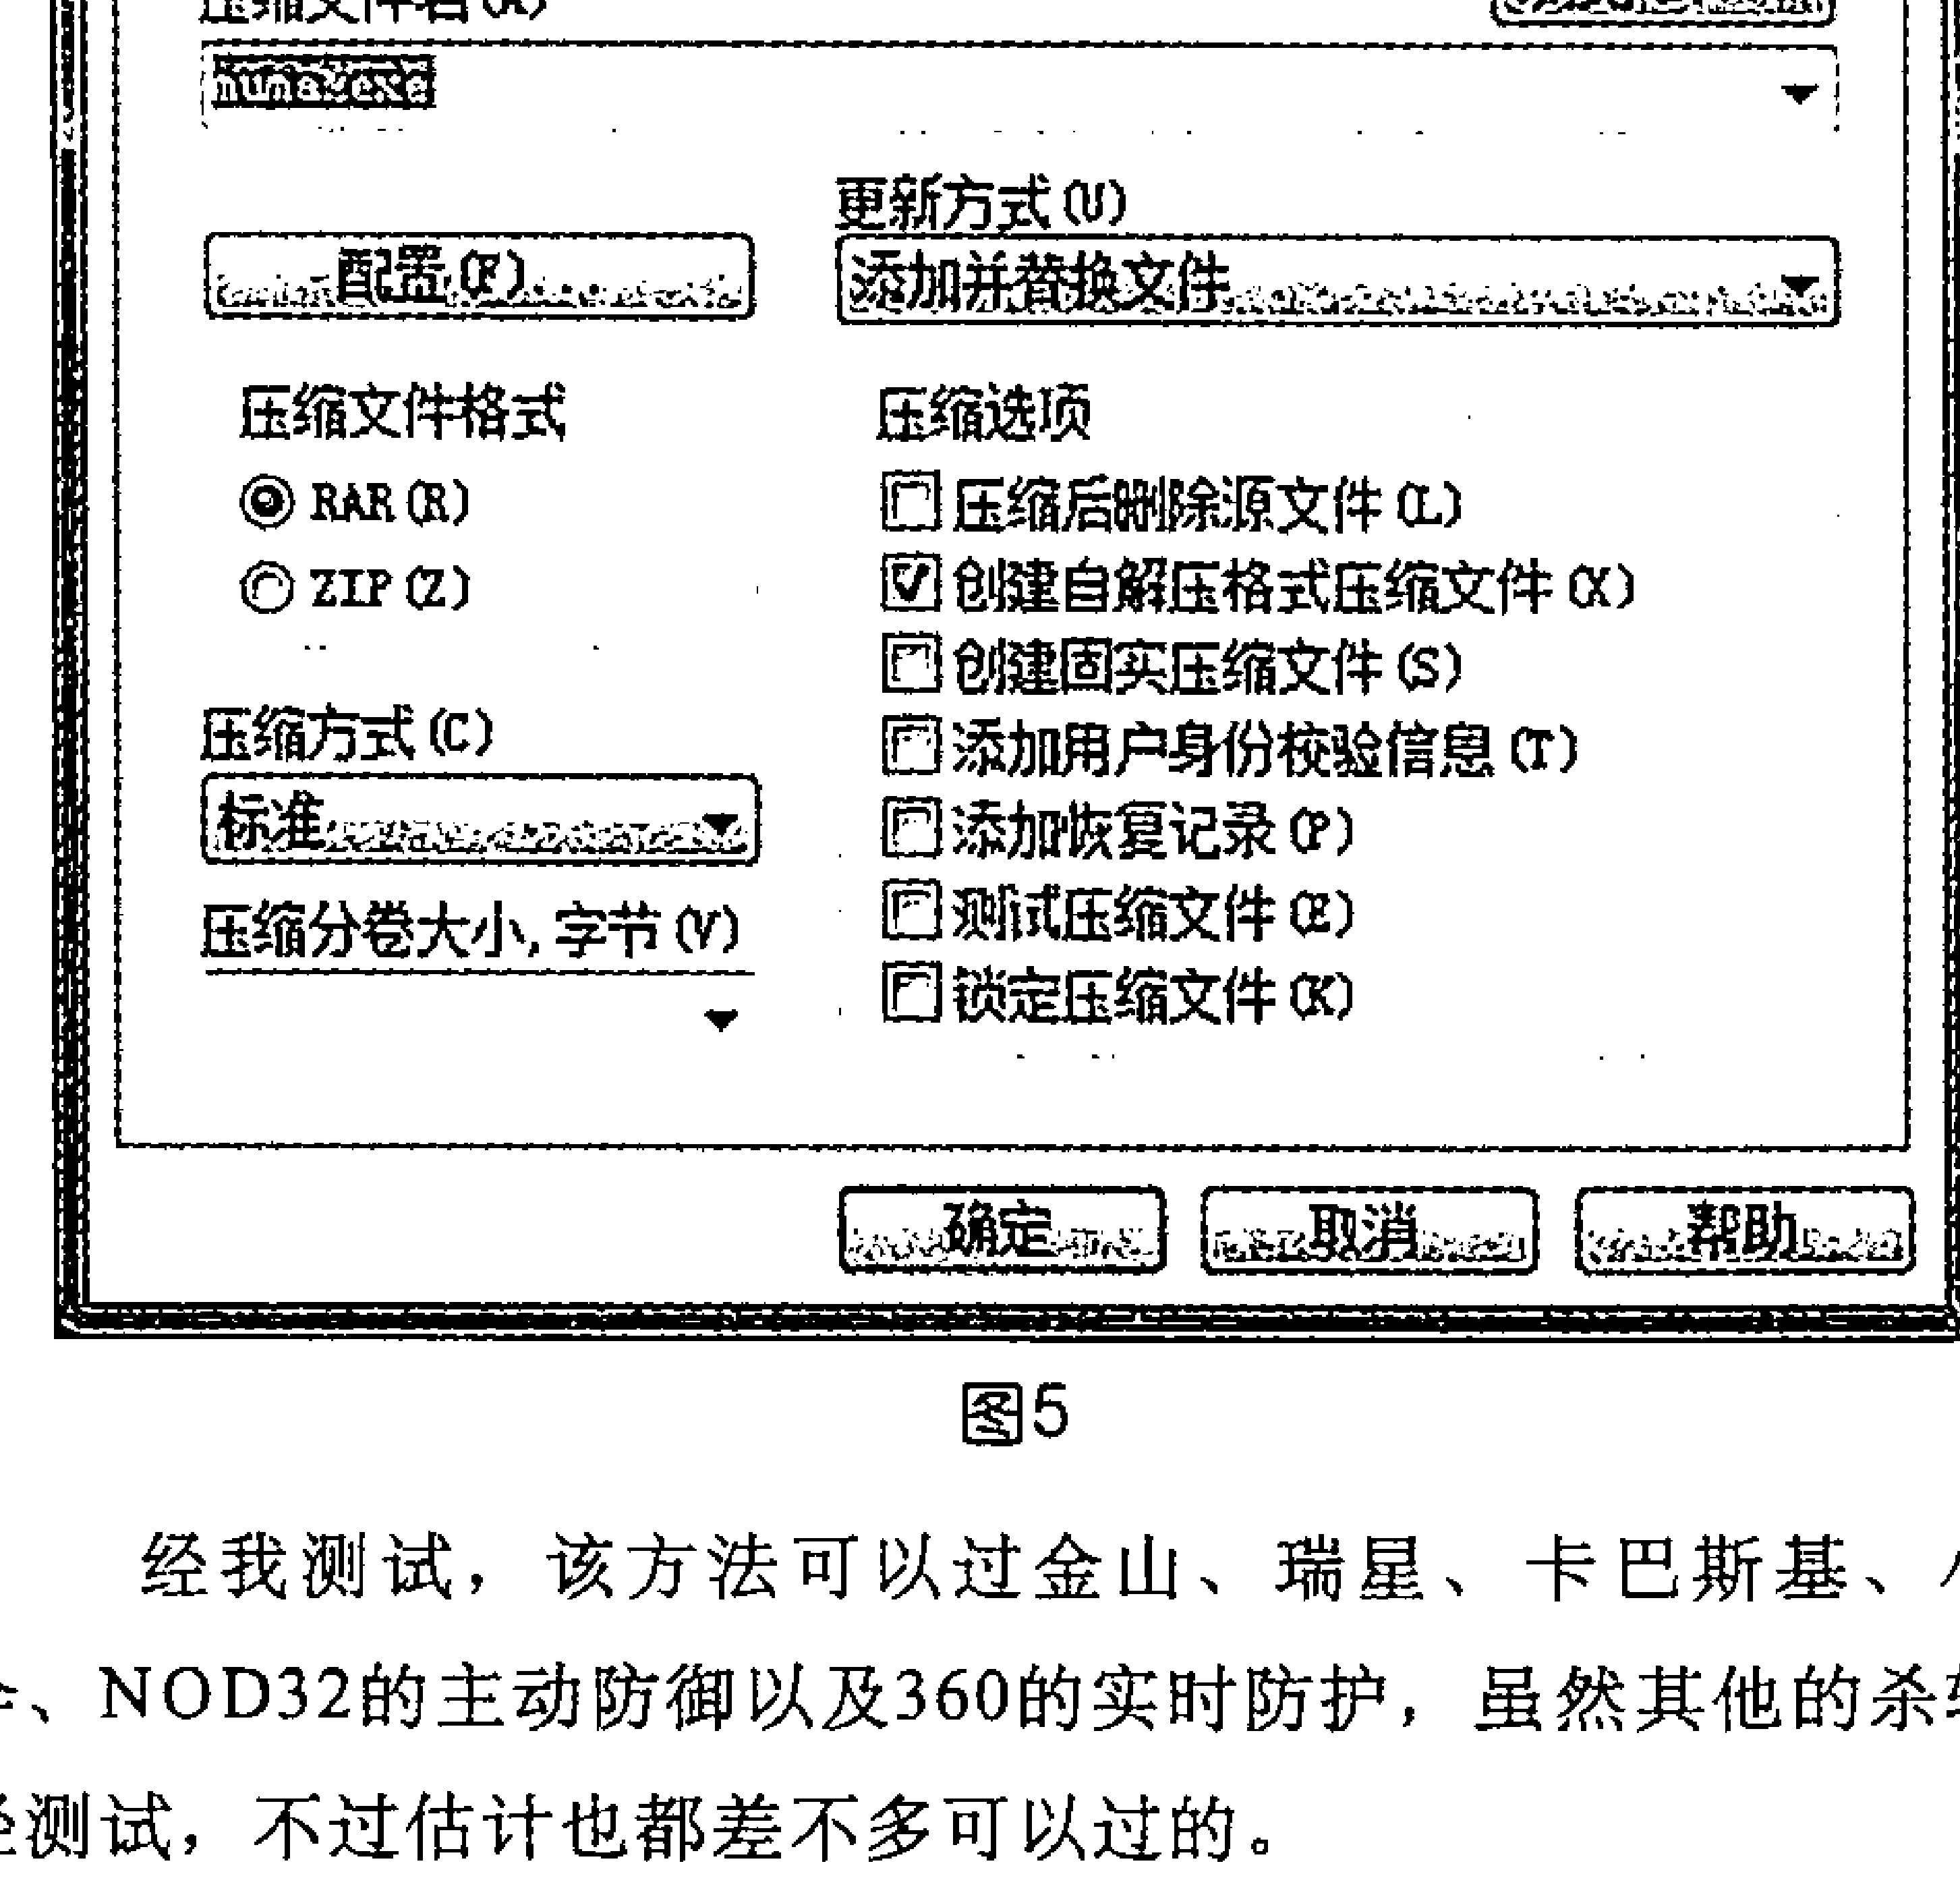 压缩文件名(A)
更新方式(U)
配置(F)
添加并替换文件
压缩文件格式
压缩选项
RAR(R)
压缩后删除源文件(L)
ZIP(Z)
创建自解压格式压缩文件(X)
创建固实压缩文件(S)
压缩方式(C)
添加用户身份校验信息(T)
标准
添加恢复记录(P)
压缩分卷大小,字节(V)
测试压缩文件(E)
锁定压缩文件(K)
确定 取消 帮助
图5
经我测试，该方法可以过金山、瑞星、卡巴斯基、
、NOD32的主动防御以及360的实时防护，虽然其他的杀
测试，不过估计也都差不多可以过的。